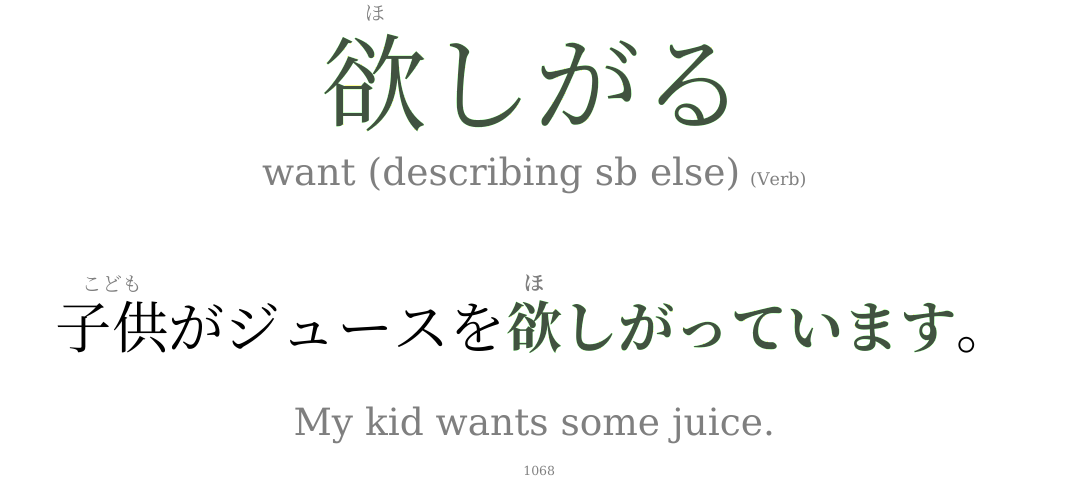 ほ
欲しがる
want (describing sb else) (Verb)
こども ほ
子供がジュースを欲しがっています。
My kid wants some juice.
1068